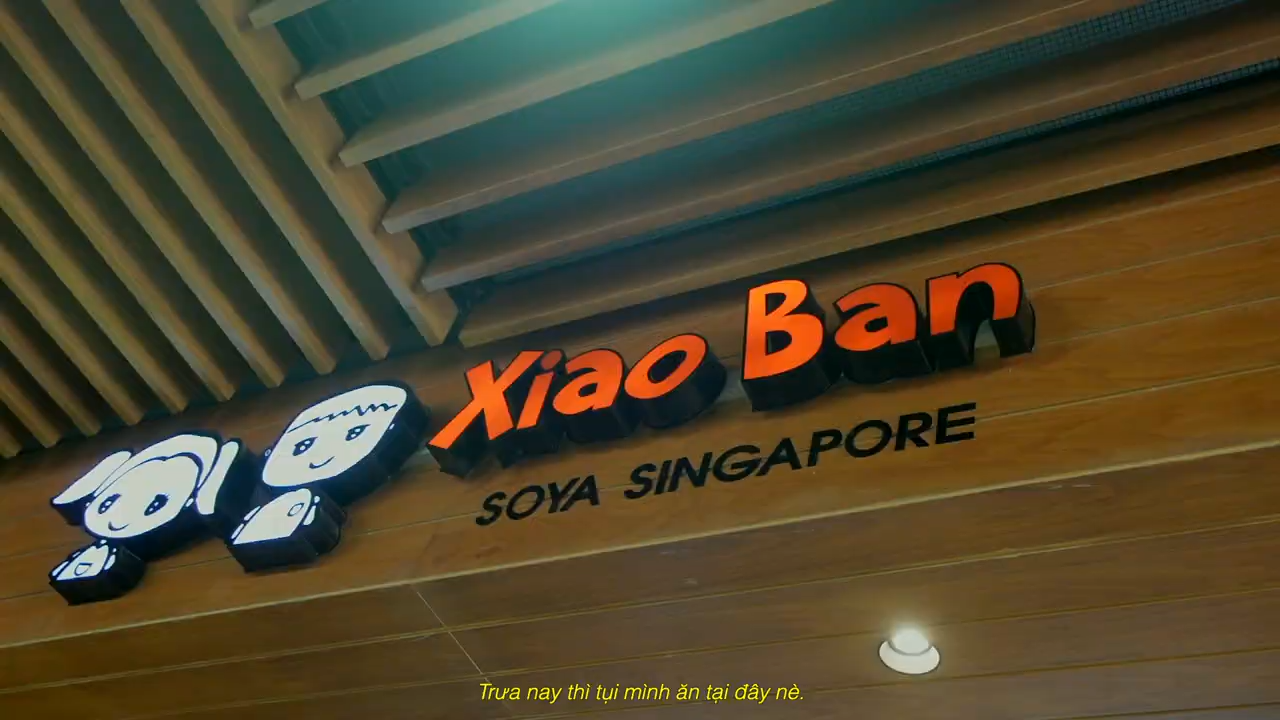 Xiao Ban
SOYA SINGAPORE
Trưa nay thì tụi mình ăn tại đây nè.